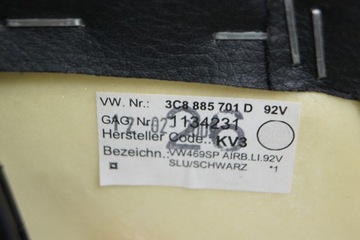 VW. Nr.: 3C8 885 701 D 92V
GAG Nr.: 1134231
Hersteller Code.: KV3
Bezeichn.: VW469SP AIRB.LI.92V
SLU/SCHWARZ *1